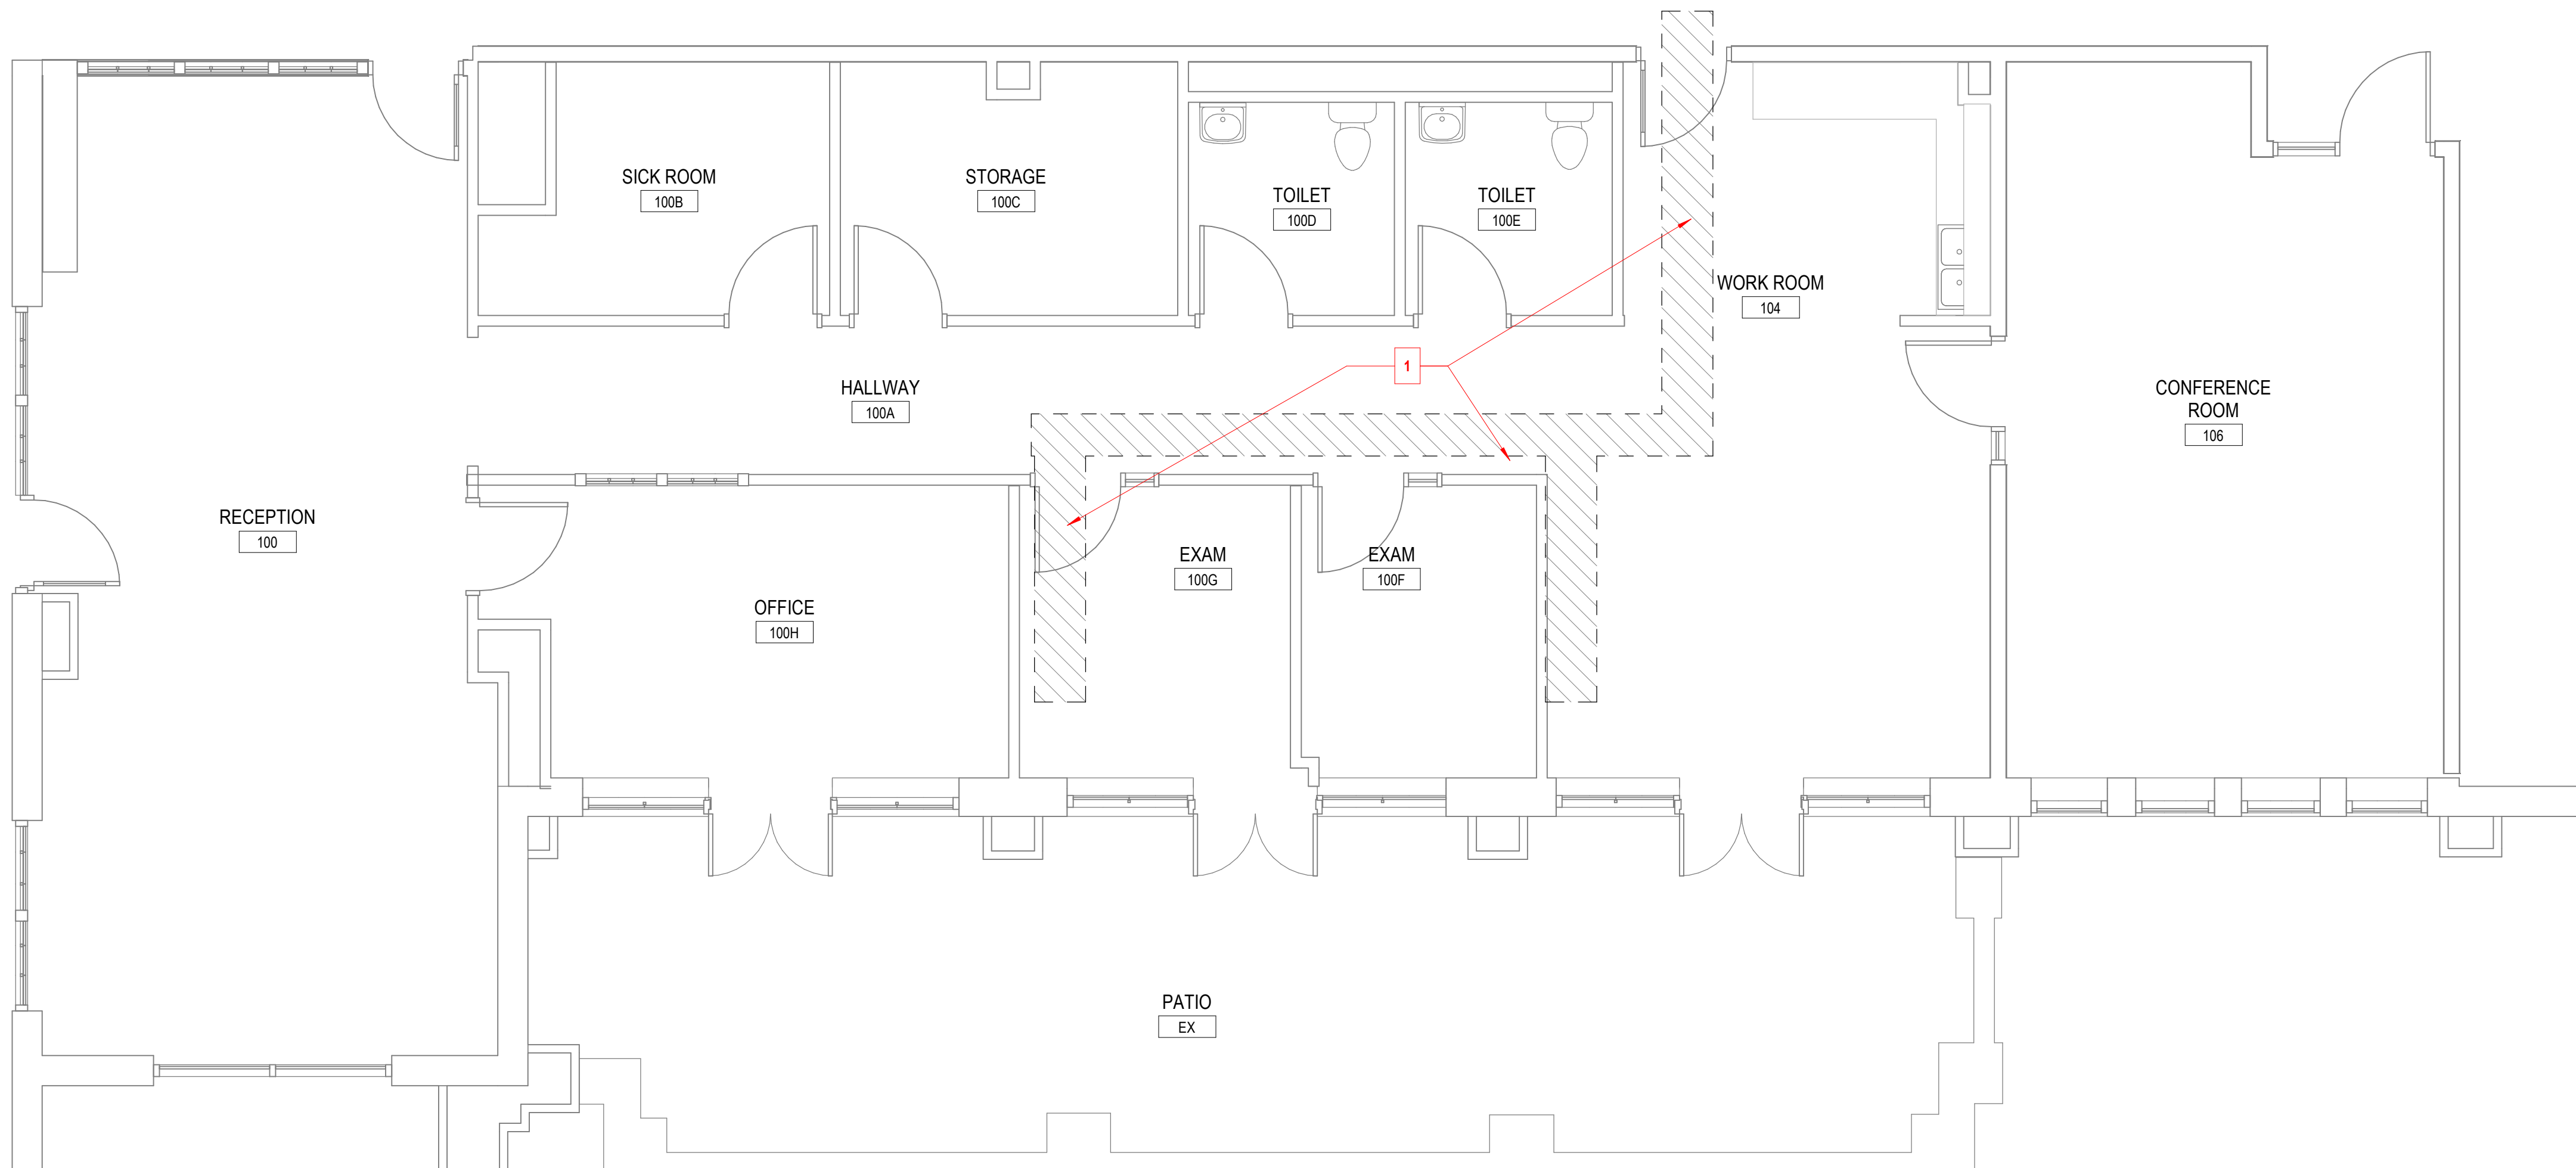 SICK ROOM
100B
STORAGE
100C
TOILET
100D
TOILET
100E
WORK ROOM
104
1
HALLWAY
100A
CONFERENCE
ROOM
106
RECEPTION
100
EXAM
100G
EXAM
100F
OFFICE
100H
PATIO
EX